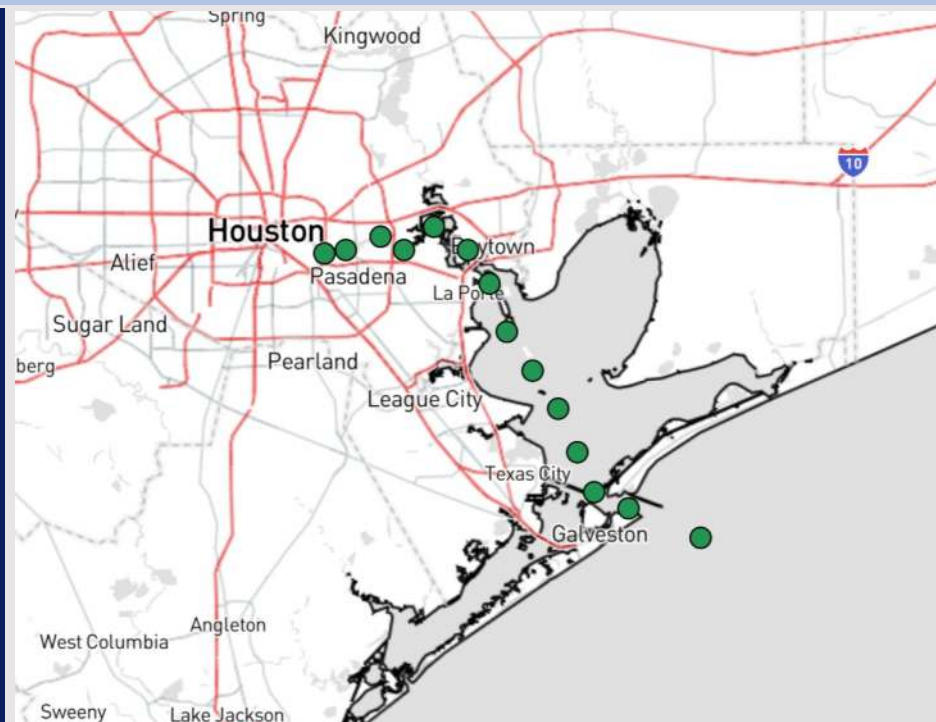 Spring
Kingwood
10
Houston
Baytown
Alief
Pasadena
La Porte
Sugar Land
berg
Pearland
League City
Texas City
Galveston
West Columbia
Angleton
Sweeny
Lake Jackson